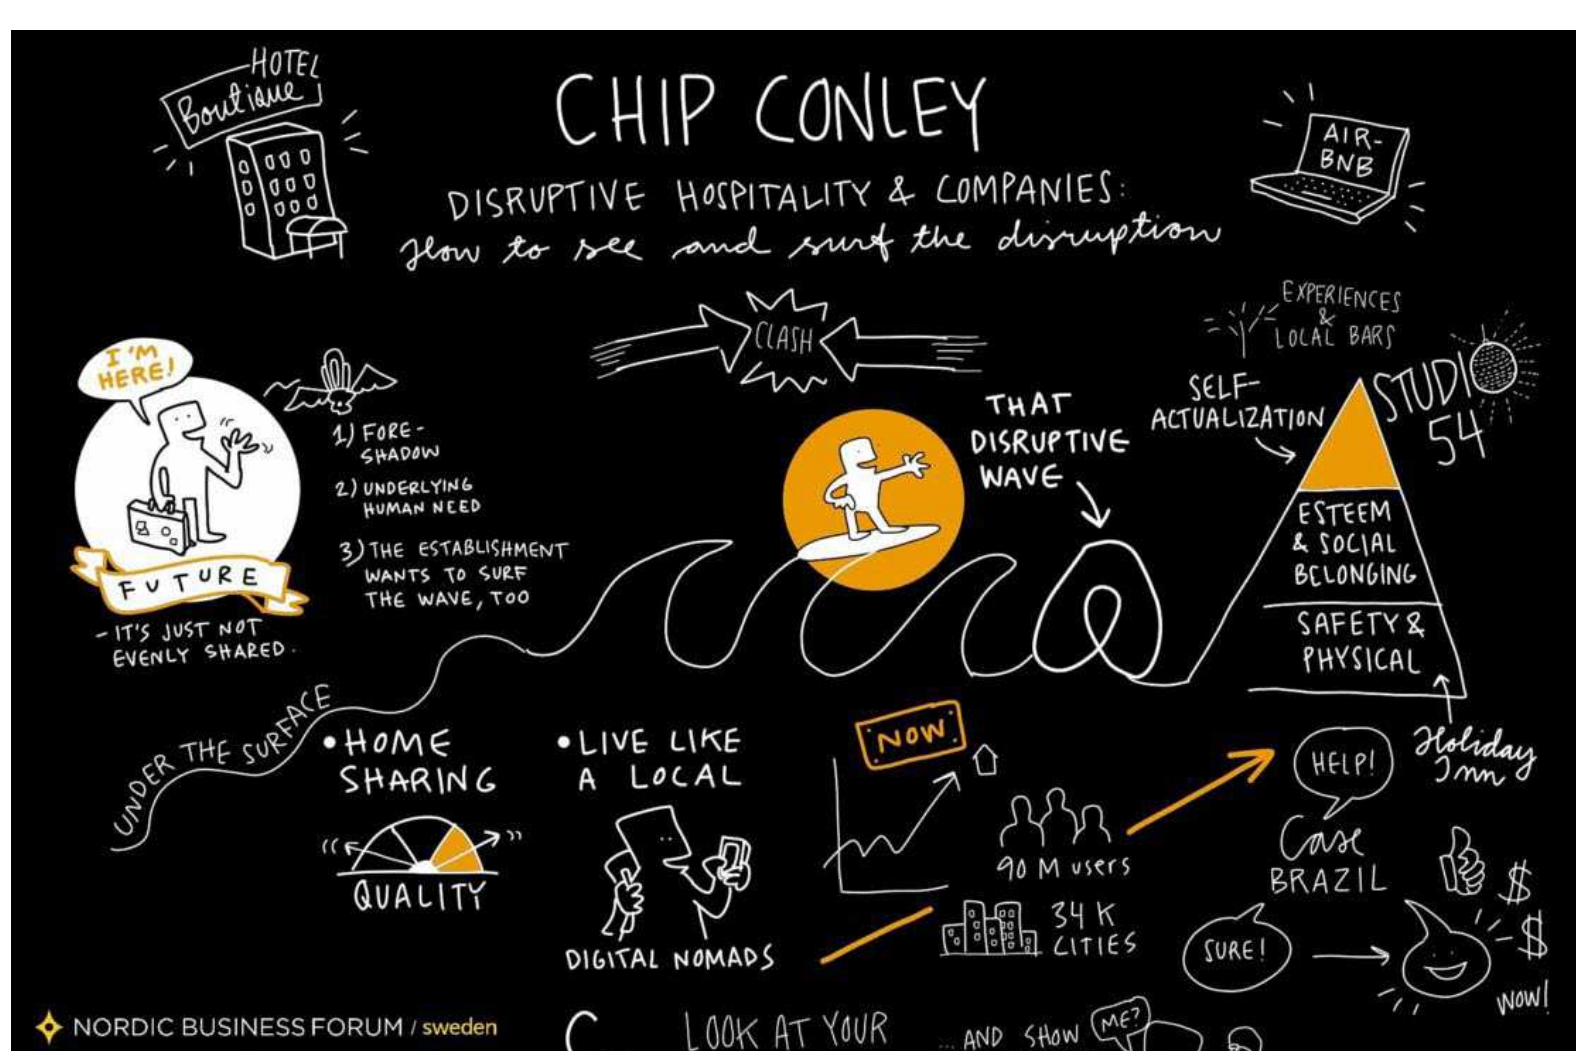 HOTEL
Boutique
CHIP CONLEY
DISRUPTIVE HOSPITALITY & COMPANIES:
How to see and surf the disruption
AIR-
BNB
CLASH
EXPERIENCES
&
LOCAL BARS
I'M
HERE!
FUTURE
- IT'S JUST NOT
EVENLY SHARED.
1) FORE-
SHADOW
2) UNDERLYING
HUMAN NEED
3) THE ESTABLISHMENT
WANTS TO SURF
THE WAVE, TOO
THAT
DISRUPTIVE
WAVE
SELF-
ACTUALIZATION
STUDIO
54
ESTEEM
& SOCIAL
BELONGING
SAFETY &
PHYSICAL
Holiday
Inn
UNDER THE SURFACE
• HOME
SHARING
QUALITY
• LIVE LIKE
A LOCAL
DIGITAL NOMADS
NOW
90 M users
34 K
CITIES
HELP!
Case
BRAZIL
SURE!
$
$
WOW!
NORDIC BUSINESS FORUM / sweden
LOOK AT YOUR
... AND SHOW
ME?